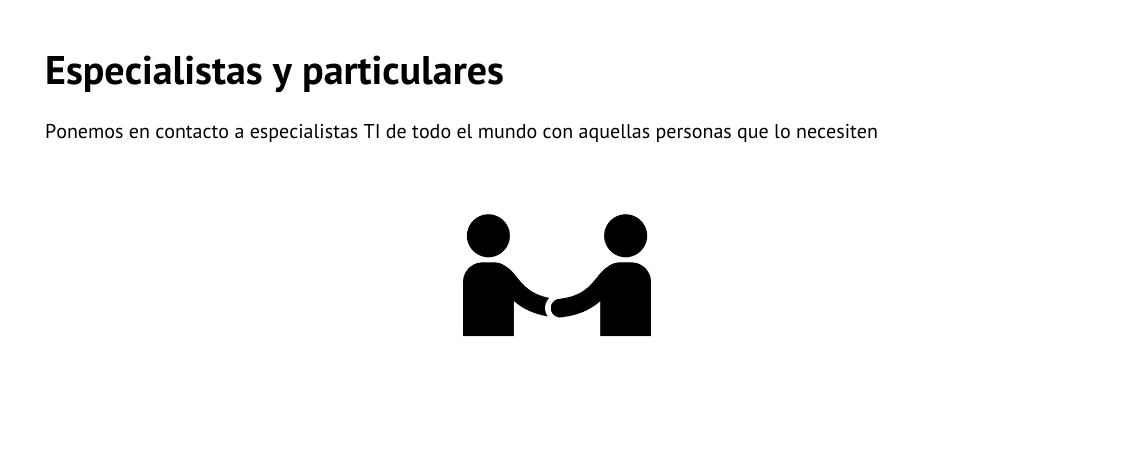 Especialistas y particulares
Ponemos en contacto a especialistas TI de todo el mundo con aquellas personas que lo necesiten